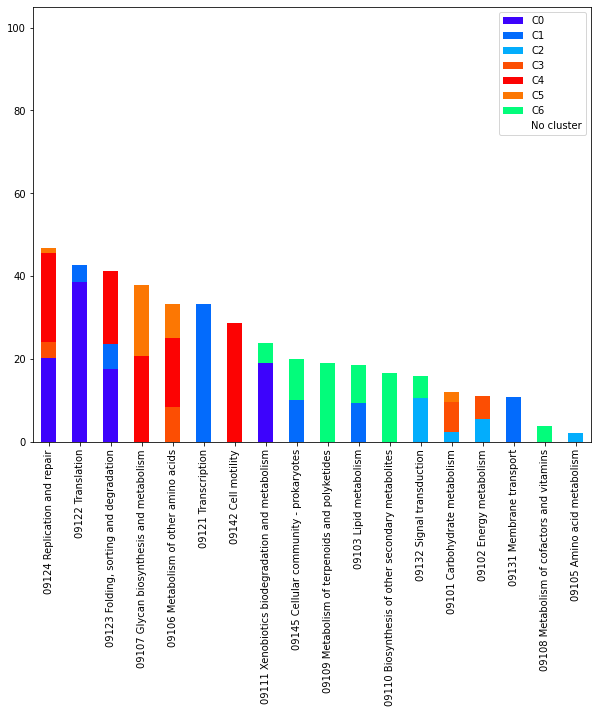 100
80
60
40
20
0
C0
C1
C2
C3
C4
C5
C6
No cluster
09124 Replication and repair
09122 Translation
09123 Folding, sorting and degradation
09107 Glycan biosynthesis and metabolism
09106 Metabolism of other amino acids
09121 Transcription
09142 Cell motility
09111 Xenobiotics biodegradation and metabolism
09145 Cellular community - prokaryotes
09109 Metabolism of terpenoids and polyketides
09103 Lipid metabolism
09110 Biosynthesis of other secondary metabolites
09132 Signal transduction
09101 Carbohydrate metabolism
09102 Energy metabolism
09131 Membrane transport
09108 Metabolism of cofactors and vitamins
09105 Amino acid metabolism